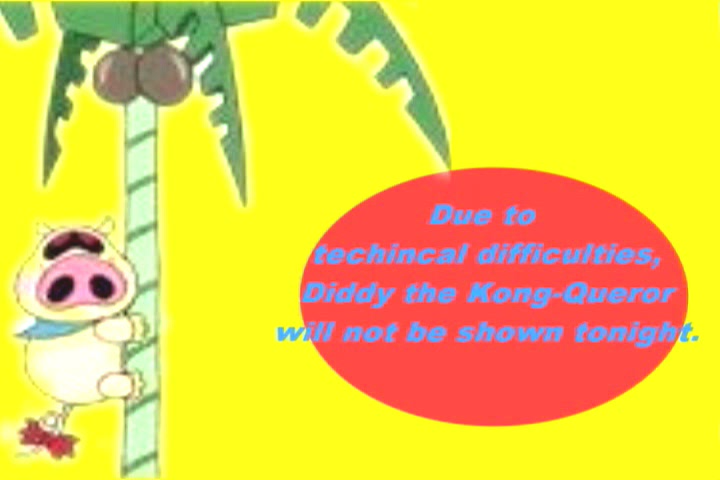 Due to
techincal difficulties,
Diddy the Kong-Queror
will not be shown tonight.